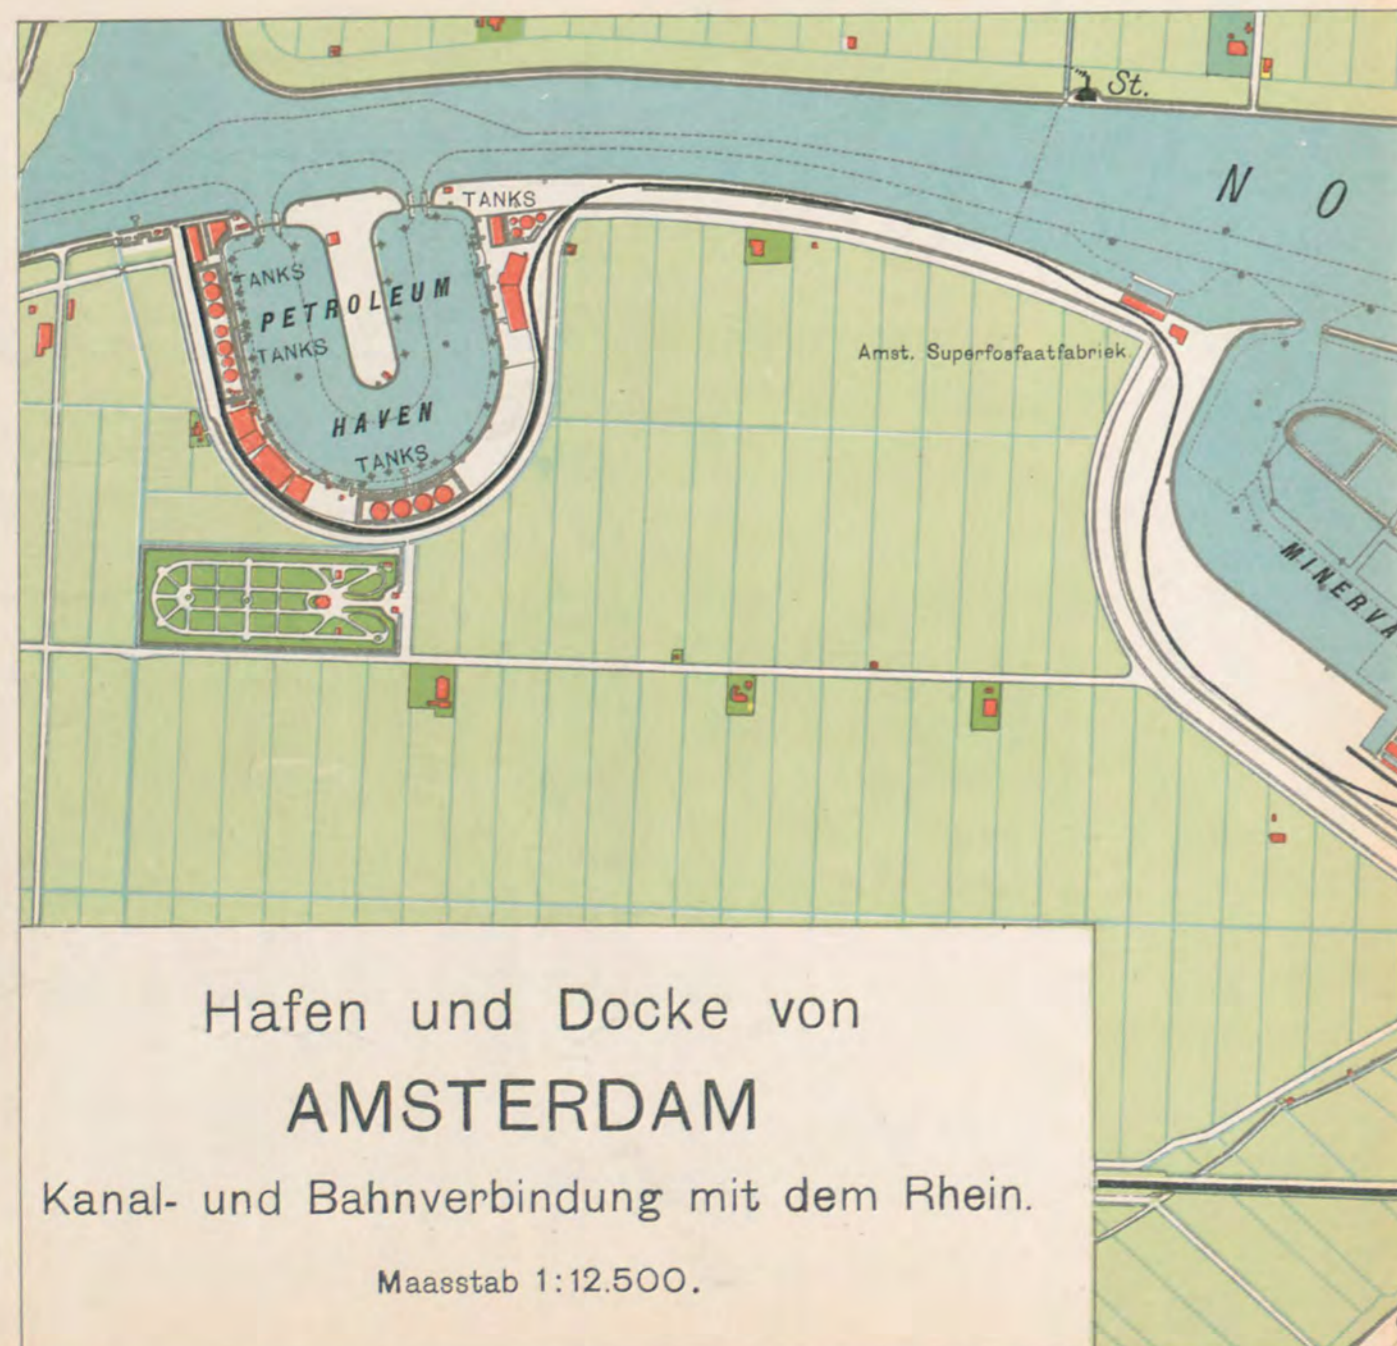 St.
N O
TANKS
TANKS
PETROLEUM
TANKS
Amst. Superfosfaatfabriek.
HAVEN
TANKS
MINERVA
Hafen und Docke von
AMSTERDAM
Kanal- und Bahnverbindung mit dem Rhein.
Maasstab 1:12.500.